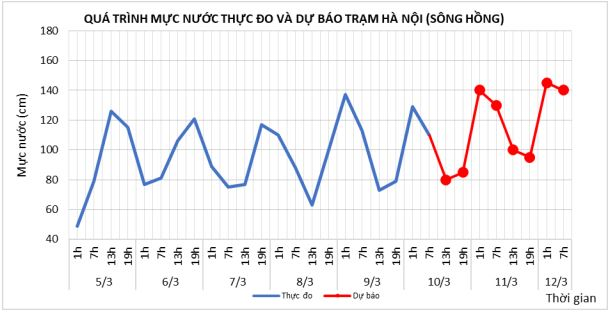 QUÁ TRÌNH MỰC NƯỚC THỰC ĐO VÀ DỰ BÁO TRẠM HÀ NỘI (SÔNG HỒNG)
Mực nước (cm)
180
160
140
120
100
80
60
40
1h 7h 13h 19h 1h 7h 13h 19h 1h 7h 13h 19h 1h 7h 13h 19h 1h 7h 13h 19h 1h 7h 13h 19h 1h 7h 13h 19h 1h 7h
5/3 6/3 7/3 8/3 9/3 10/3 11/3 12/3
Thực đo Dự báo Thời gian